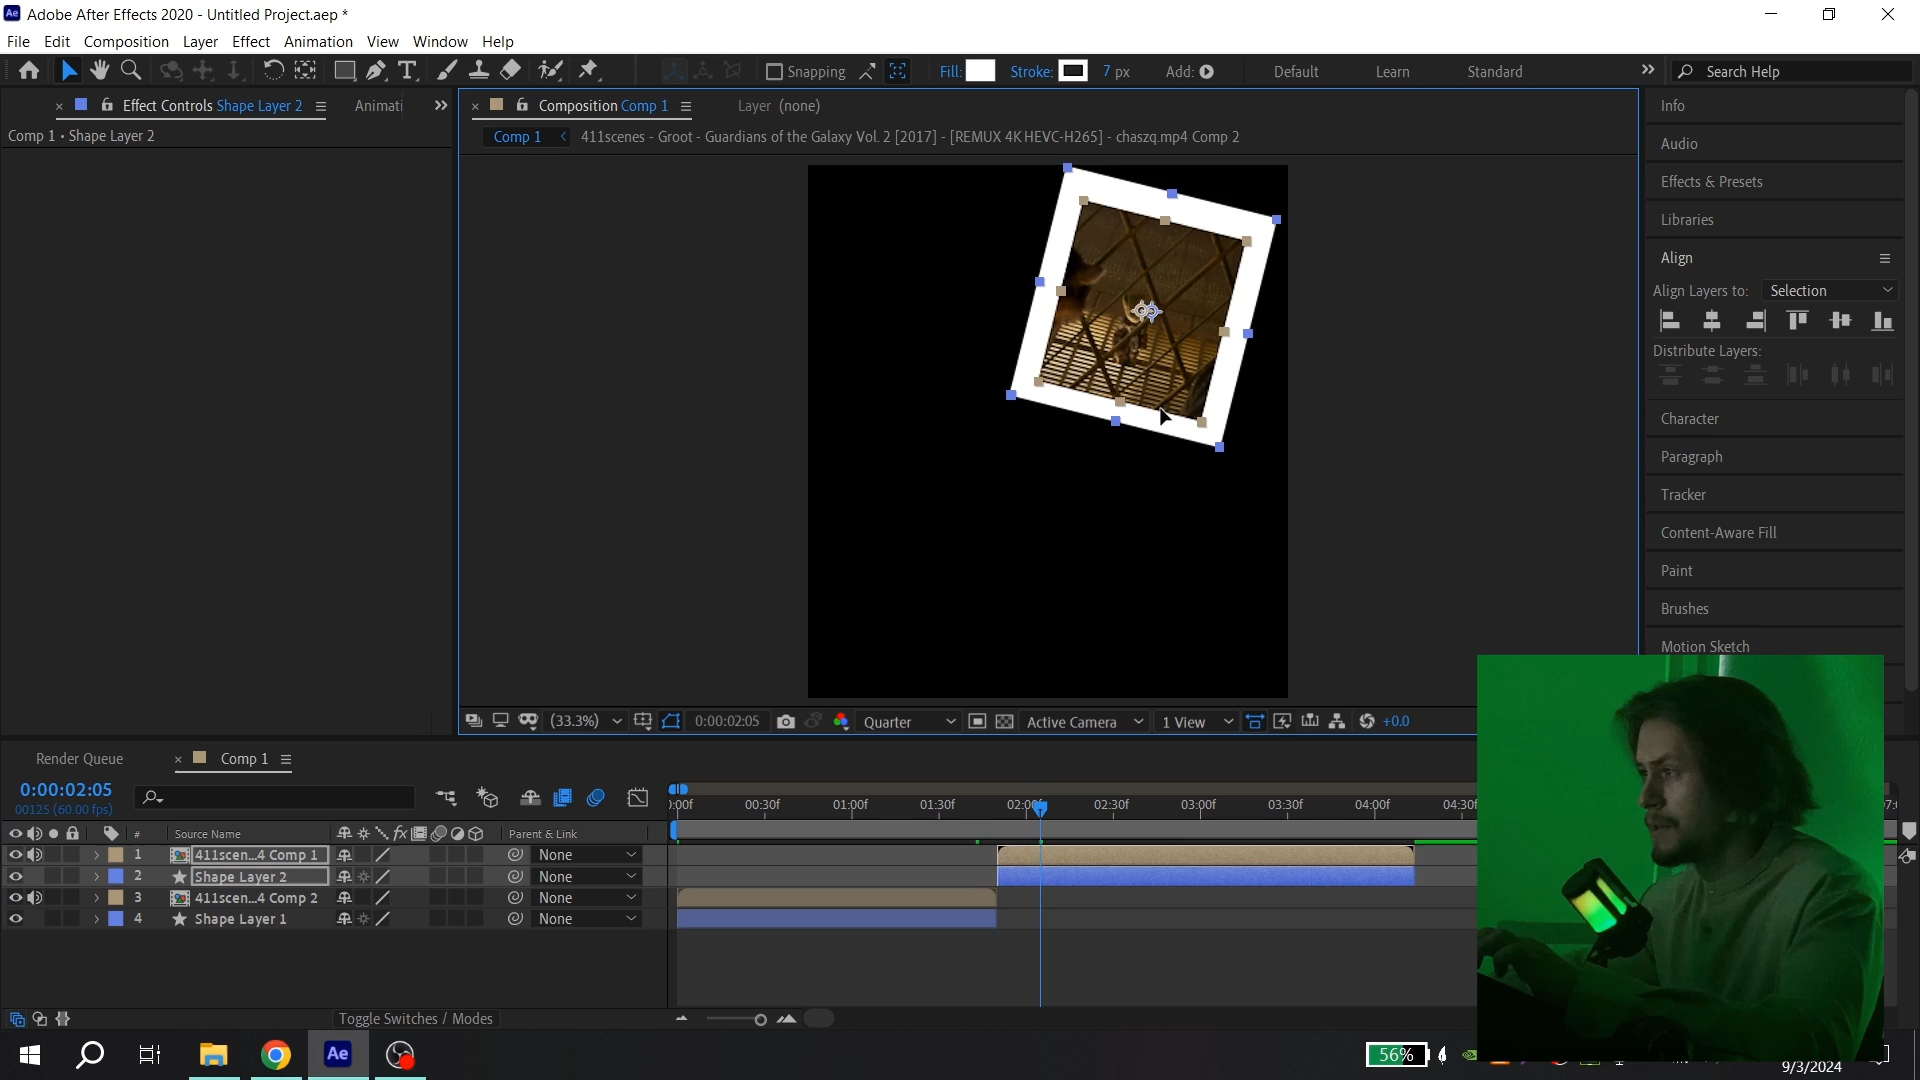 Adobe After Effects 2020 - Untitled Project.aep *
File Edit Composition Layer Effect Animation View Window Help
Snapping Fill: Stroke: 7 px Add: Default Learn Standard Search Help
Effect Controls Shape Layer 2 Animati
Comp 1 • Shape Layer 2
Composition Comp 1 Layer (none)
Comp 1 411scenes - Groot - Guardians of the Galaxy Vol. 2 [2017] - [REMUX 4K HEVC-H265] - chaszq.mp4 Comp 2
Info
Audio
Effects & Presets
Libraries
Align
Align Layers to: Selection
Distribute Layers:
Character
Paragraph
Tracker
Content-Aware Fill
Paint
Brushes
Motion Sketch
(33.3%) 0:00:02:05 Quarter Active Camera 1 View +0.0
Render Queue Comp 1
0:00:02:05
00125 (60.00 fps)
:00f 00:30f 01:00f 01:30f 02:00f 02:30f 03:00f 03:30f 04:00f 04:30f
# Source Name fx Parent & Link
1 411scen...4 Comp 1 None
2 Shape Layer 2 None
3 411scen...4 Comp 2 None
4 Shape Layer 1 None
Toggle Switches / Modes
Ae 56%
9/3/2024